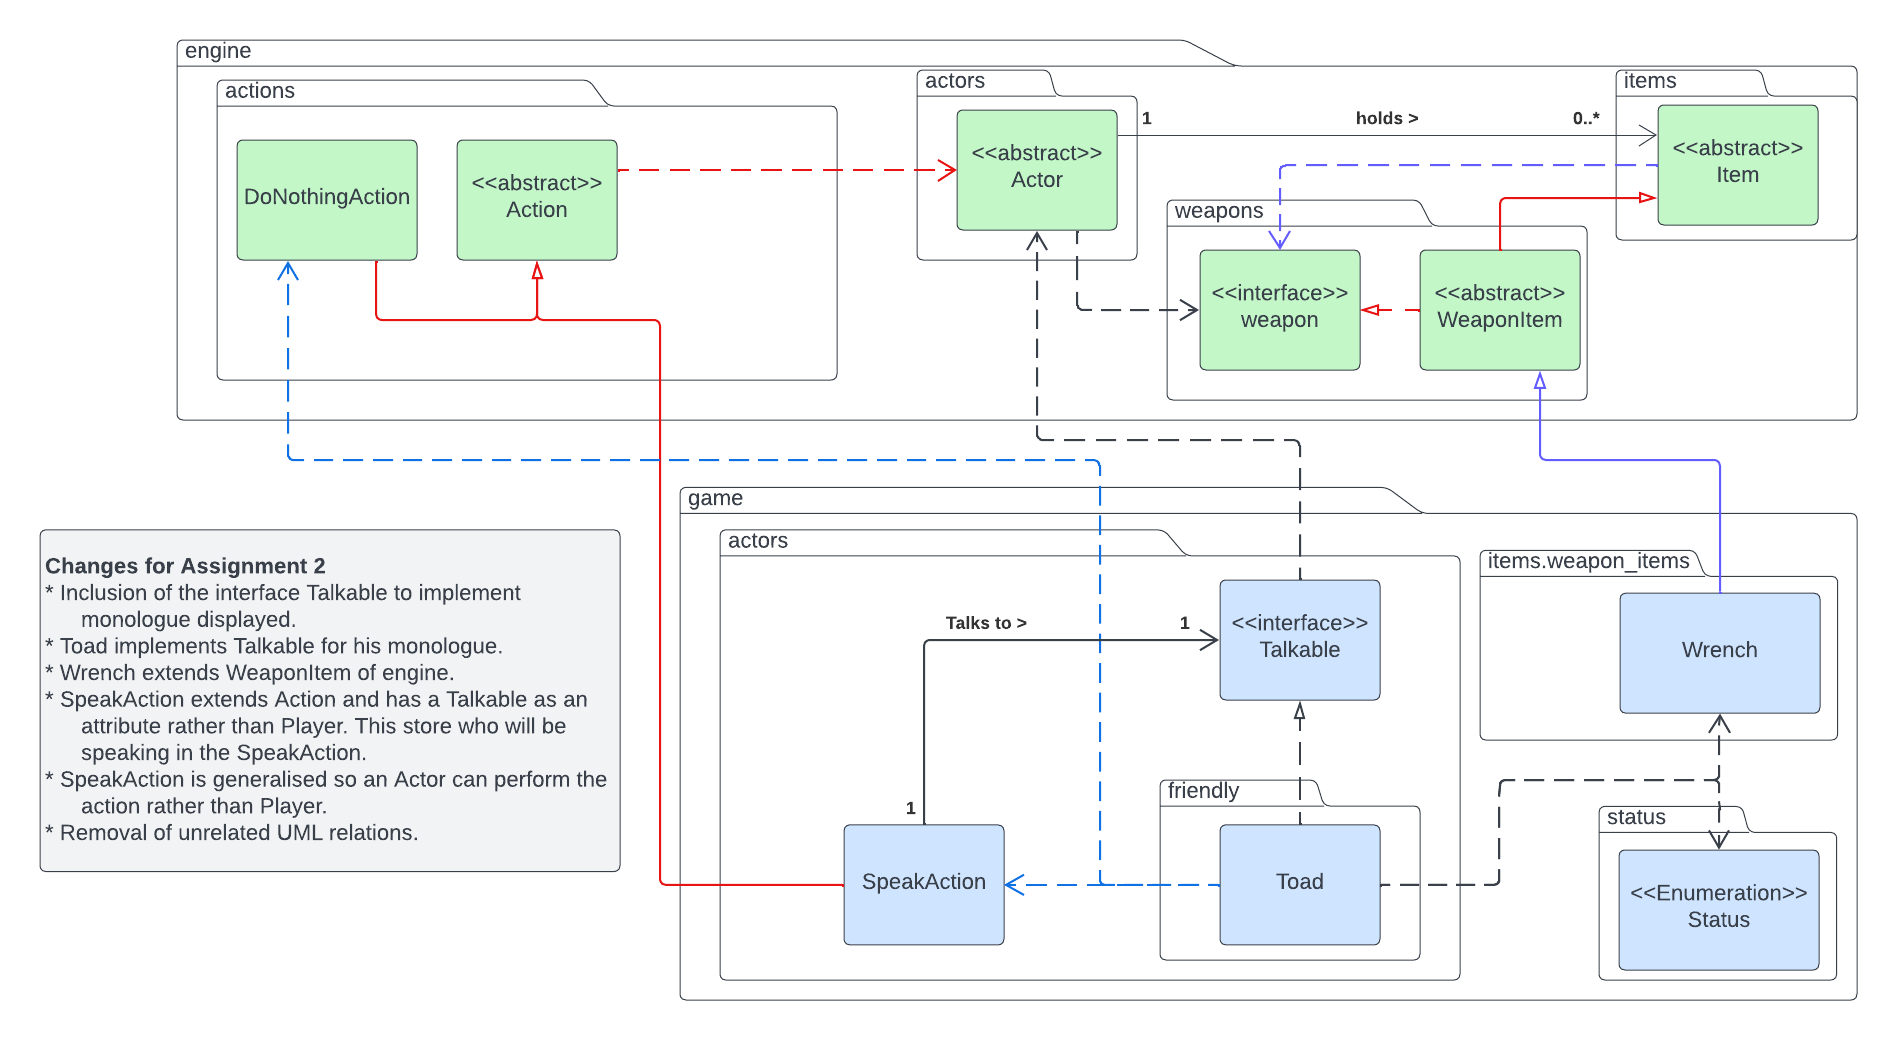 engine
actions
actors
items
1
holds >
0..*
<<abstract>>
Actor
<<abstract>>
Item
DoNothingAction
<<abstract>>
Action
weapons
<<interface>>
weapon
<<abstract>>
WeaponItem
game
actors
items.weapon_items
Changes for Assignment 2
* Inclusion of the interface Talkable to implement
monologue displayed.
* Toad implements Talkable for his monologue.
* Wrench extends WeaponItem of engine.
* SpeakAction extends Action and has a Talkable as an
attribute rather than Player. This store who will be
speaking in the SpeakAction.
* SpeakAction is generalised so an Actor can perform the
action rather than Player.
* Removal of unrelated UML relations.
Talks to >
1
<<interface>>
Talkable
Wrench
friendly
1
status
SpeakAction
Toad
<<Enumeration>>
Status